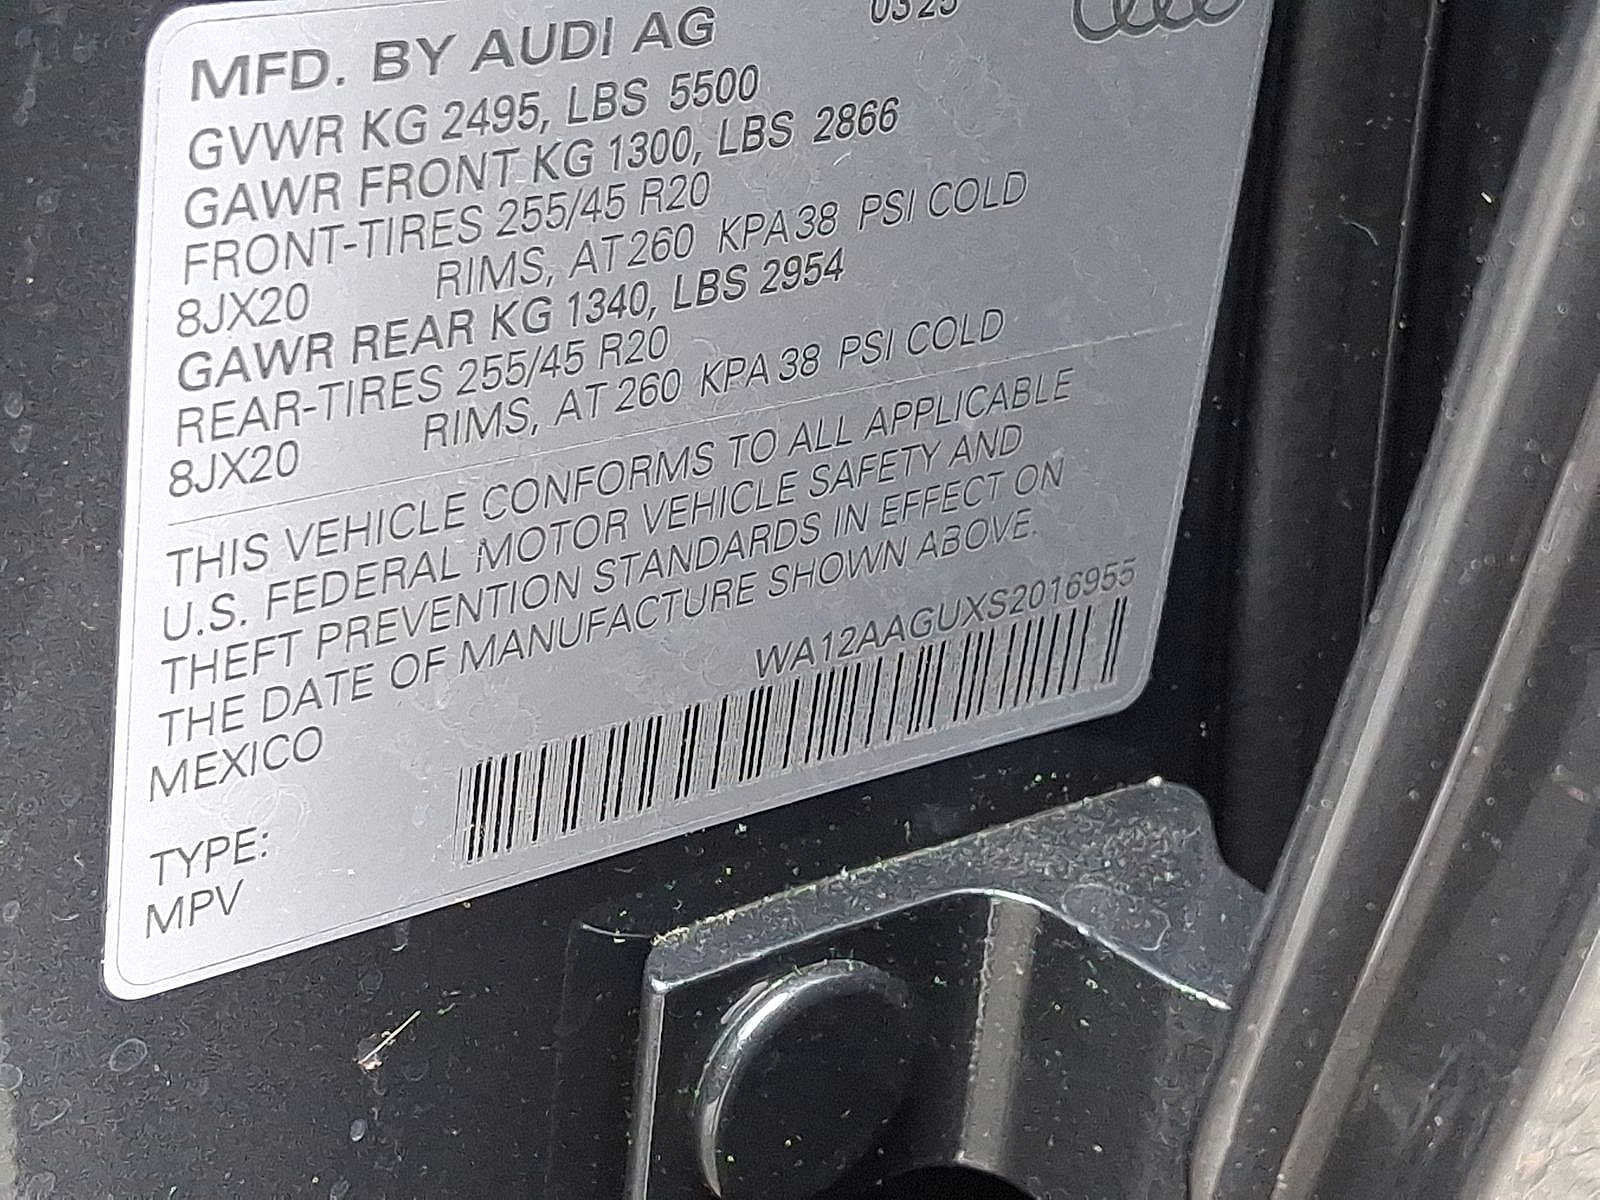 MFD. BY AUDI AG 03 25
GVWR KG 2495, LBS 5500
GAWR FRONT KG 1300, LBS 2866
FRONT-TIRES 255/45 R20
8JX20 RIMS, AT 260 KPA 38 PSI COLD
GAWR REAR KG 1340, LBS 2954
REAR-TIRES 255/45 R20
8JX20 RIMS, AT 260 KPA 38 PSI COLD
THIS VEHICLE CONFORMS TO ALL APPLICABLE
U.S. FEDERAL MOTOR VEHICLE SAFETY AND
THEFT PREVENTION STANDARDS IN EFFECT ON
THE DATE OF MANUFACTURE SHOWN ABOVE.
MEXICO WA12AAGUXS2016955
TYPE:
MPV